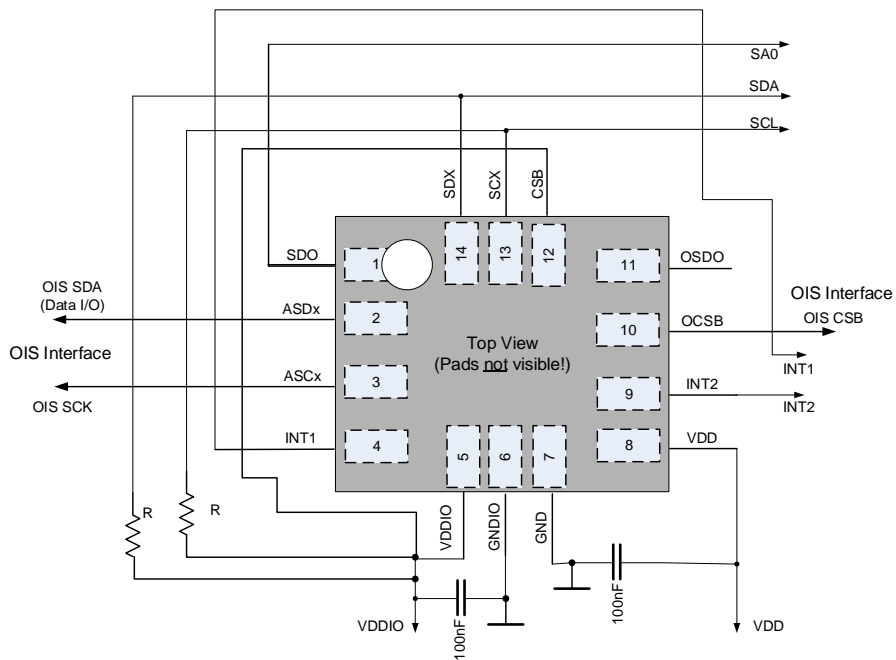 SA0
SDA
SCL
SDX
SCX
CSB
SDO
1
14
13
12
11
OSDO
OIS SDA
(Data I/O)
ASDx
2
Top View
(Pads not visible!)
10
OCSB
OIS Interface
OIS CSB
OIS Interface
ASCx
3
OIS SCK
INT1
9
INT2
INT2
INT1
4
5
6
7
8
VDD
R
R
VDDIO
GNDIO
GND
100nF
100nF
VDDIO
VDD